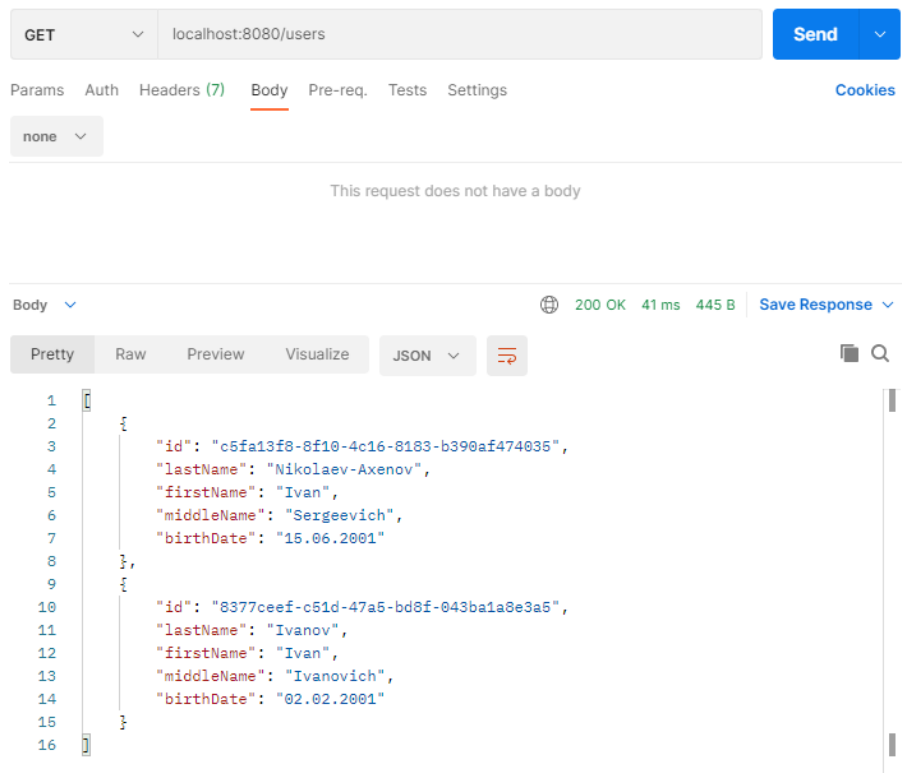 GET localhost:8080/users Send
Params Auth Headers (7) Body Pre-req. Tests Settings Cookies
none
This request does not have a body
Body 200 OK 41 ms 445 B Save Response
Pretty Raw Preview Visualize JSON
1 [
2 {
3 "id": "c5fa13f8-8f10-4c16-8183-b390af474035",
4 "lastName": "Nikolaev-Axenov",
5 "firstName": "Ivan",
6 "middleName": "Sergeevich",
7 "birthDate": "15.06.2001"
8 },
9 {
10 "id": "8377ceef-c51d-47a5-bd8f-043ba1a8e3a5",
11 "lastName": "Ivanov",
12 "firstName": "Ivan",
13 "middleName": "Ivanovich",
14 "birthDate": "02.02.2001"
15 }
16 ]